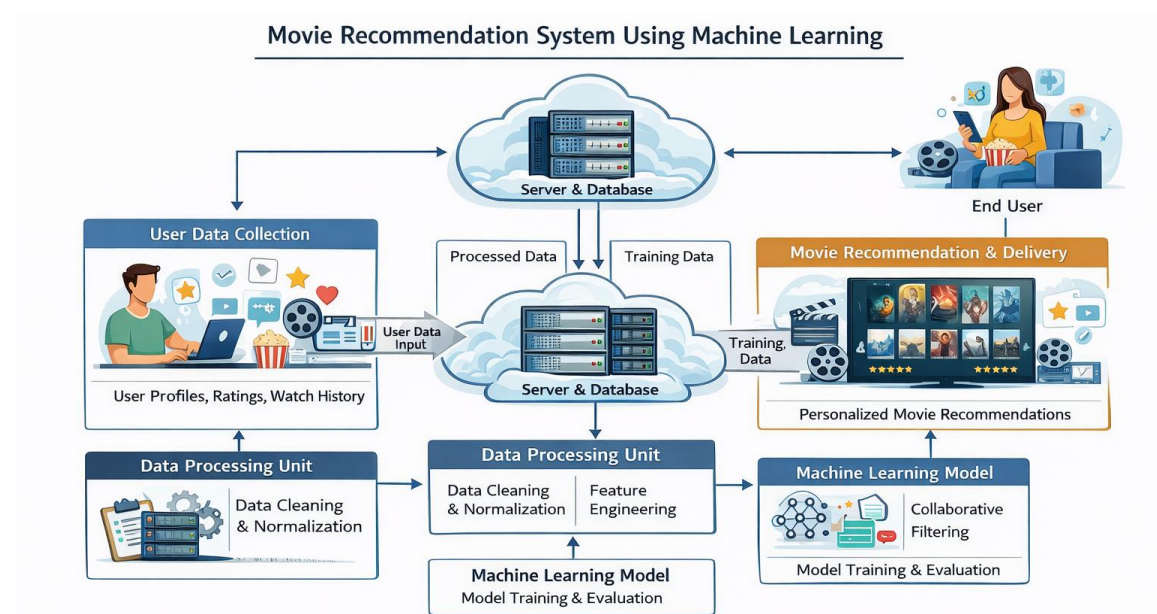 Movie Recommendation System Using Machine Learning
Server & Database
End User
User Data Collection
User Profiles, Ratings, Watch History
Processed Data
Training Data
User Data
Input
Server & Database
Training,
Data
Movie Recommendation & Delivery
Personalized Movie Recommendations
Data Processing Unit
Data Cleaning
& Normalization
Data Processing Unit
Data Cleaning
& Normalization
Feature
Engineering
Machine Learning Model
Model Training & Evaluation
Machine Learning Model
Collaborative
Filtering
Model Training & Evaluation